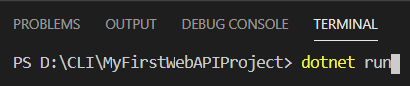 PROBLEMS OUTPUT DEBUG CONSOLE TERMINAL
PS D:\CLI\MyFirstWebAPIProject> dotnet run